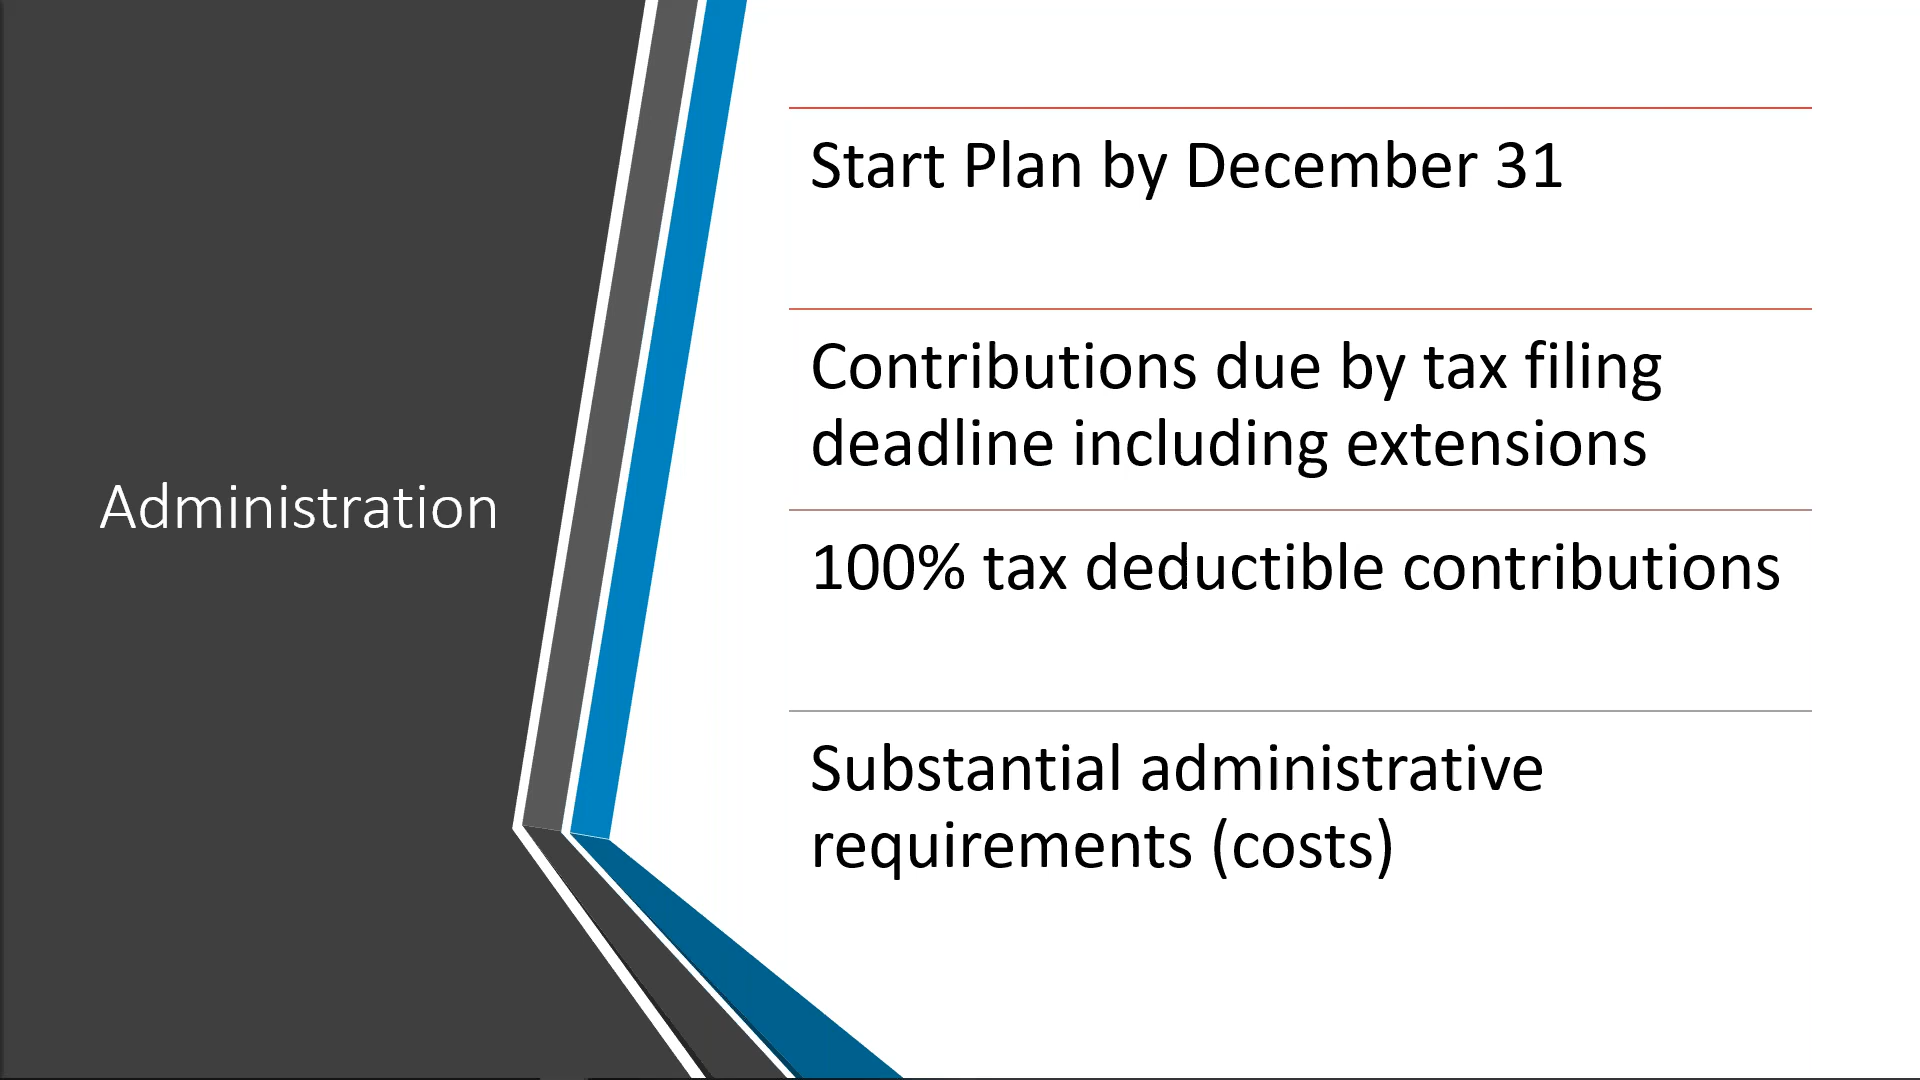 Administration
Start Plan by December 31
Contributions due by tax filing
deadline including extensions
100% tax deductible contributions
Substantial administrative
requirements (costs)